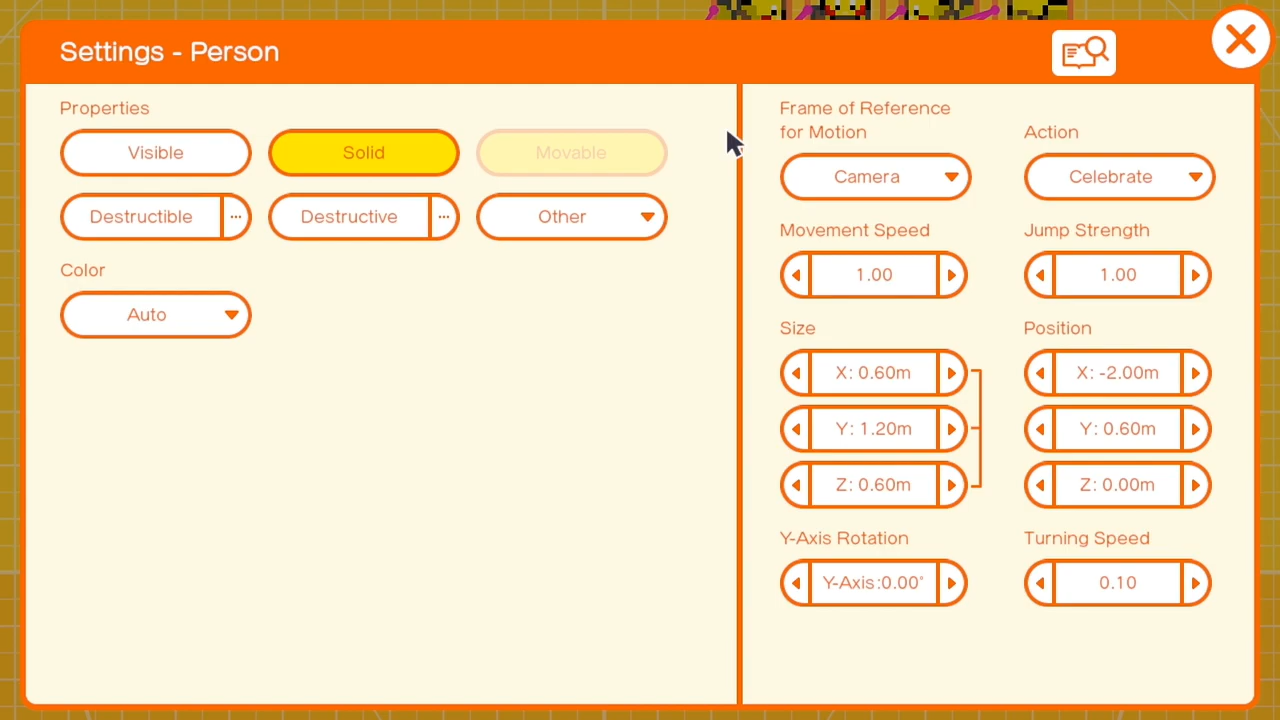 Settings - Person
Properties
Visible
Solid
Movable
Destructible ...
Destructive ...
Other
Color
Auto
Frame of Reference
for Motion
Camera
Action
Celebrate
Movement Speed
1.00
Jump Strength
1.00
Size
X: 0.60m
Y: 1.20m
Z: 0.60m
Position
X: -2.00m
Y: 0.60m
Z: 0.00m
Y-Axis Rotation
Y-Axis:0.00°
Turning Speed
0.10